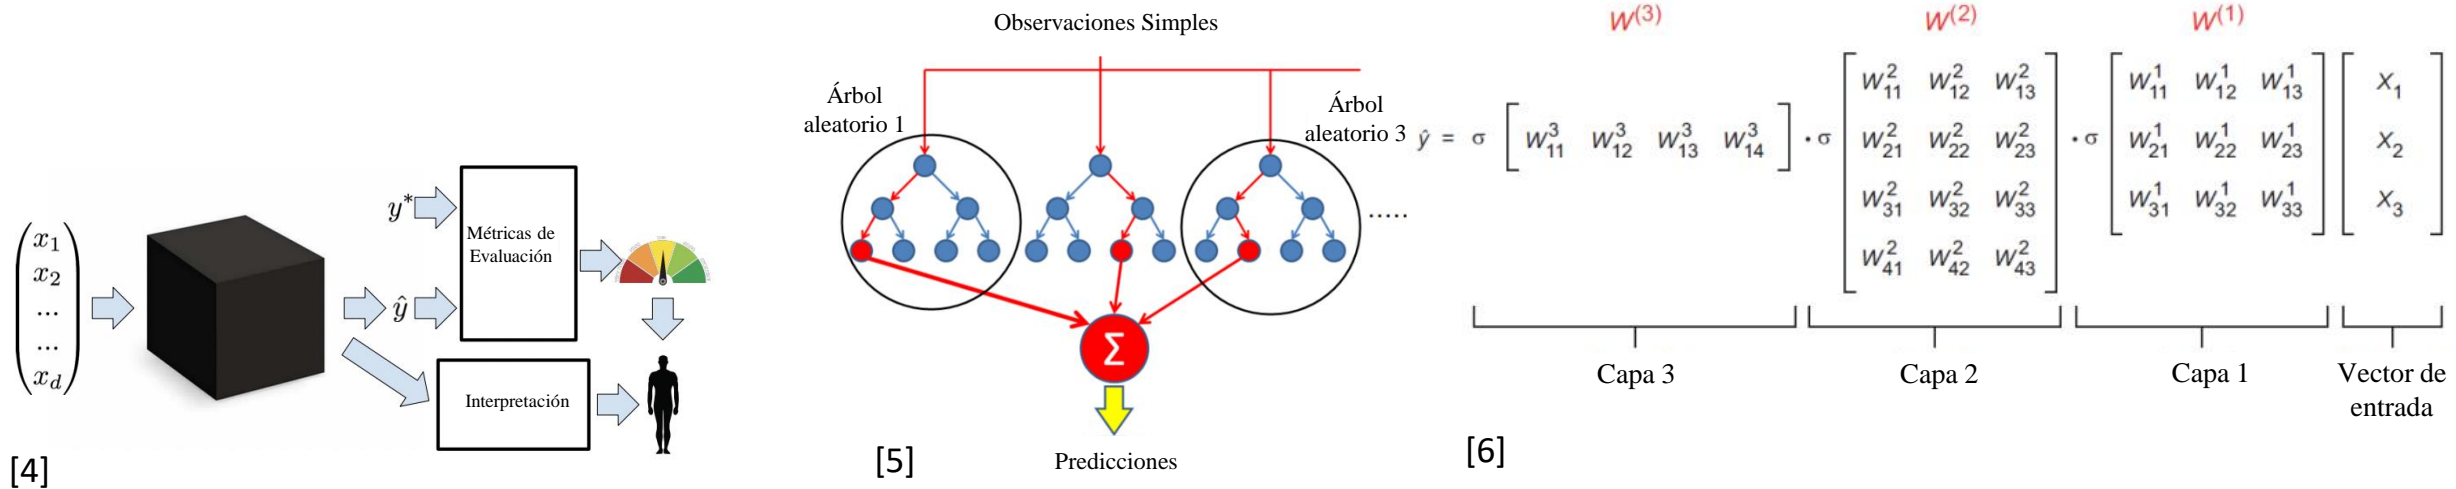 x₁
x₂
...
...
x_d
y*
ŷ
Métricas de
Evaluación
Interpretación
[4]
Observaciones Simples
Árbol
aleatorio 1
Árbol
aleatorio 3
.....
Σ
Predicciones
[5]
W⁽³⁾ W⁽²⁾ W⁽¹⁾
ŷ = σ [ W³₁₁ W³₁₂ W³₁₃ W³₁₄ ] · σ
W²₁₁ W²₁₂ W²₁₃
W²₂₁ W²₂₂ W²₂₃
W²₃₁ W²₃₂ W²₃₃
W²₄₁ W²₄₂ W²₄₃
· σ
W¹₁₁ W¹₁₂ W¹₁₃
W¹₂₁ W¹₂₂ W¹₂₃
W¹₃₁ W¹₃₂ W¹₃₃
X₁
X₂
X₃
Capa 3
Capa 2
Capa 1
Vector de
entrada
[6]